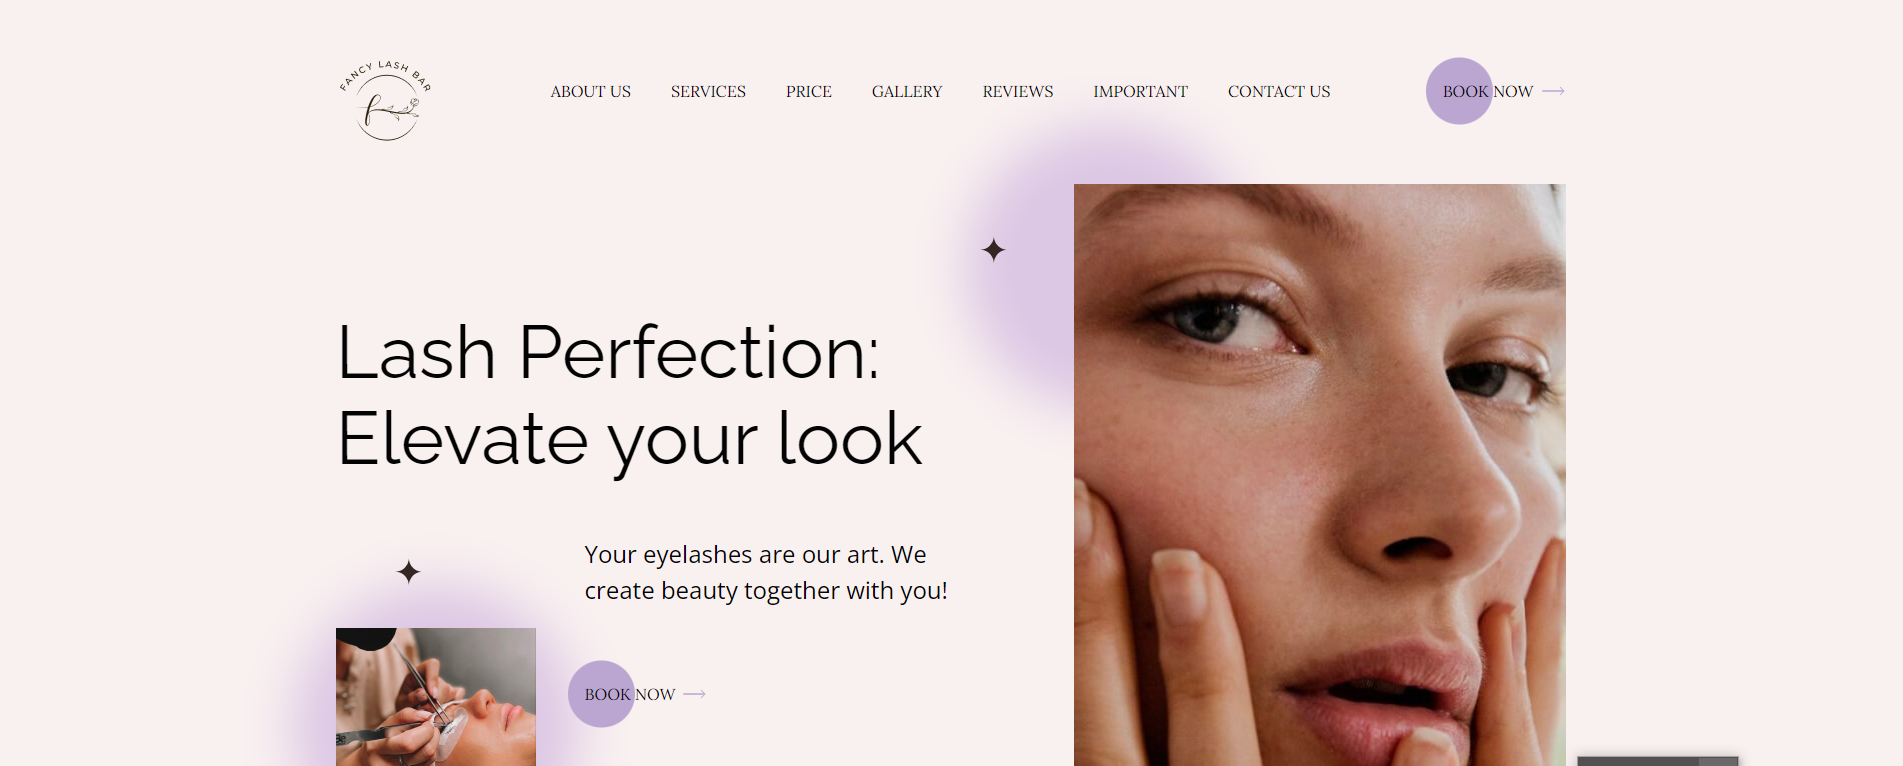 FANCY LASH BAR
ABOUT US
SERVICES
PRICE
GALLERY
REVIEWS
IMPORTANT
CONTACT US
BOOK NOW
Lash Perfection:
Elevate your look
Your eyelashes are our art. We
create beauty together with you!
BOOK NOW